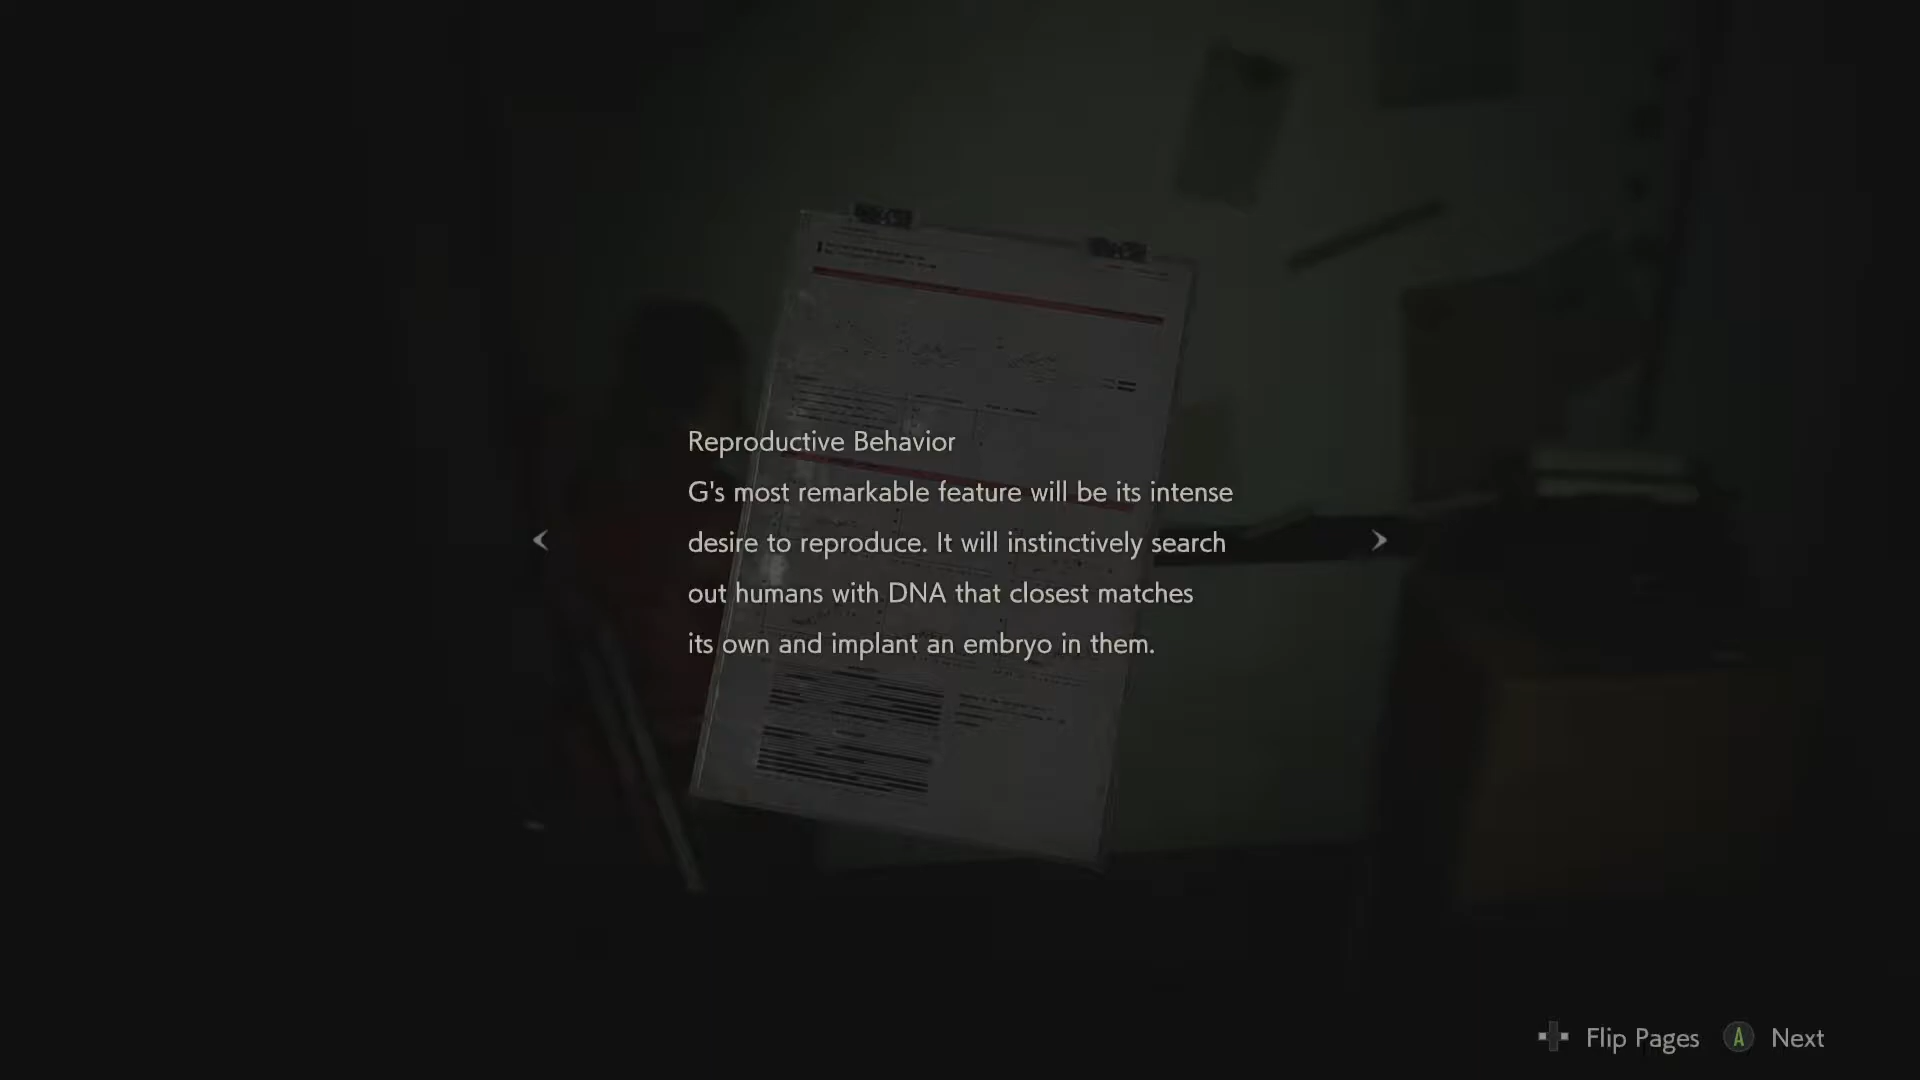 Reproductive Behavior
G's most remarkable feature will be its intense
desire to reproduce. It will instinctively search
out humans with DNA that closest matches
its own and implant an embryo in them.
Flip Pages A Next